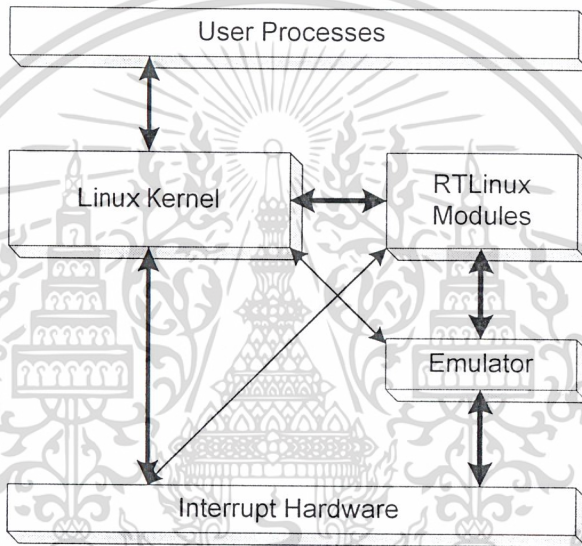 User Processes
Linux Kernel
RTLinux
Modules
Emulator
Interrupt Hardware